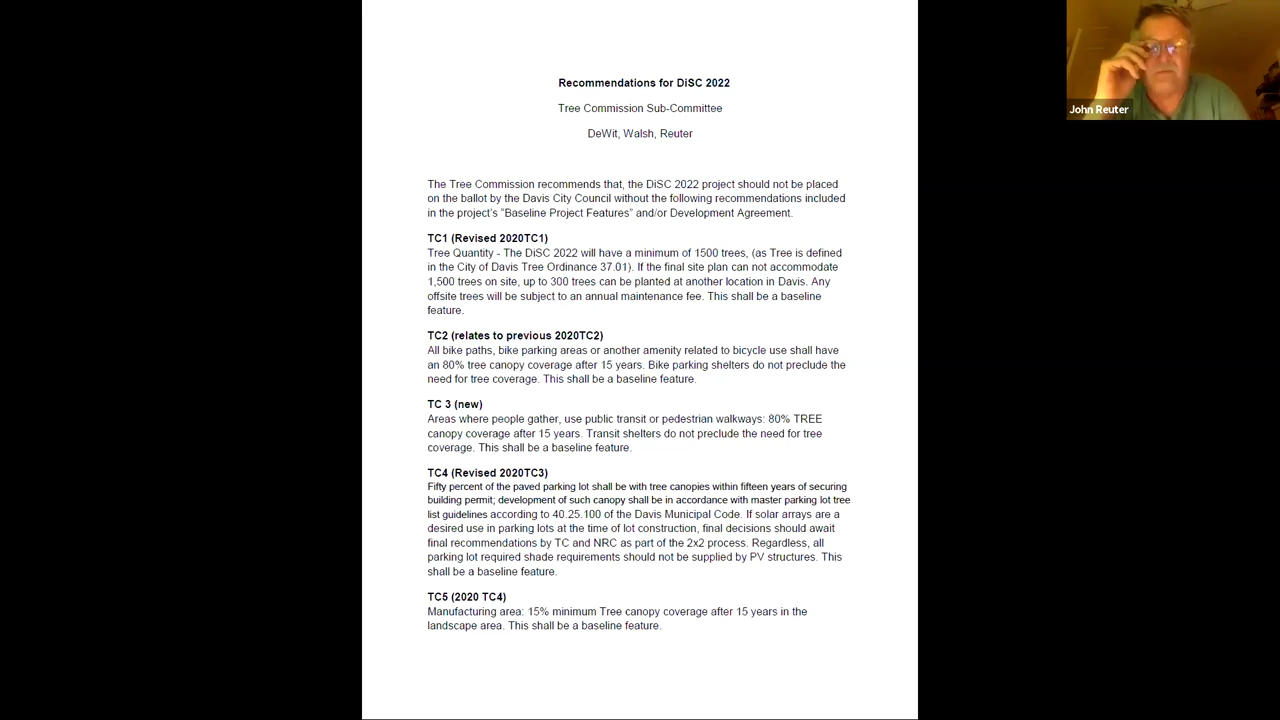 Recommendations for DiSC 2022
Tree Commission Sub-Committee
DeWit, Walsh, Reuter
The Tree Commission recommends that, the DiSC 2022 project should not be placed
on the ballot by the Davis City Council without the following recommendations included
in the project's "Baseline Project Features" and/or Development Agreement.
TC1 (Revised 2020TC1)
Tree Quantity - The DiSC 2022 will have a minimum of 1500 trees, (as Tree is defined
in the City of Davis Tree Ordinance 37.01). If the final site plan can not accommodate
1,500 trees on site, up to 300 trees can be planted at another location in Davis. Any
offsite trees will be subject to an annual maintenance fee. This shall be a baseline
feature.
TC2 (relates to previous 2020TC2)
All bike paths, bike parking areas or another amenity related to bicycle use shall have
an 80% tree canopy coverage after 15 years. Bike parking shelters do not preclude the
need for tree coverage. This shall be a baseline feature.
TC 3 (new)
Areas where people gather, use public transit or pedestrian walkways: 80% TREE
canopy coverage after 15 years. Transit shelters do not preclude the need for tree
coverage. This shall be a baseline feature.
TC4 (Revised 2020TC3)
Fifty percent of the paved parking lot shall be with tree canopies within fifteen years of securing
building permit; development of such canopy shall be in accordance with master parking lot tree
list guidelines according to 40.25.100 of the Davis Municipal Code. If solar arrays are a
desired use in parking lots at the time of lot construction, final decisions should await
final recommendations by TC and NRC as part of the 2x2 process. Regardless, all
parking lot required shade requirements should not be supplied by PV structures. This
shall be a baseline feature.
TC5 (2020 TC4)
Manufacturing area: 15% minimum Tree canopy coverage after 15 years in the
landscape area. This shall be a baseline feature.
John Reuter